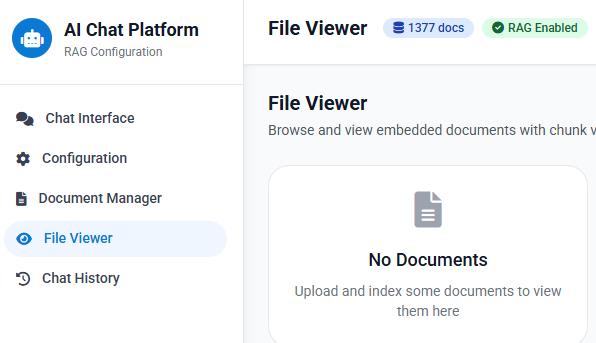 AI Chat Platform
RAG Configuration
Chat Interface
Configuration
Document Manager
File Viewer
Chat History
File Viewer
1377 docs
RAG Enabled
File Viewer
Browse and view embedded documents with chunk v
No Documents
Upload and index some documents to view
them here